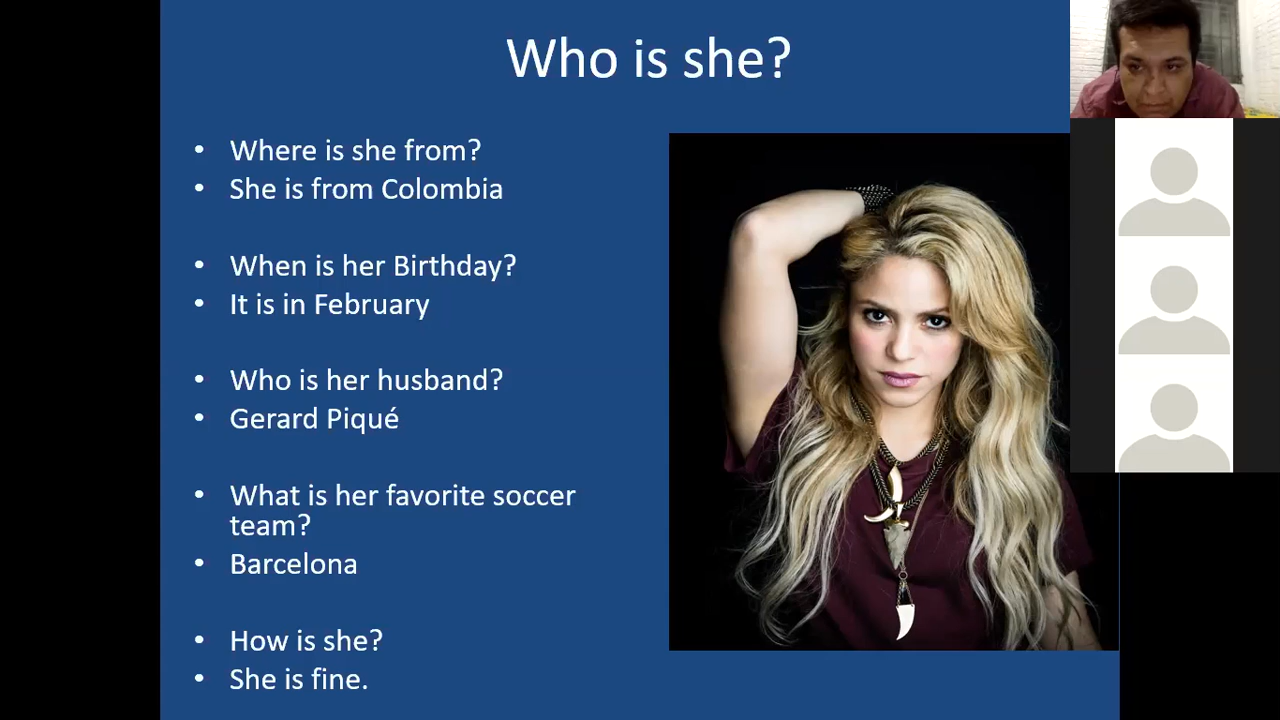 Who is she?
• Where is she from?
• She is from Colombia
• When is her Birthday?
• It is in February
• Who is her husband?
• Gerard Piqué
• What is her favorite soccer
team?
• Barcelona
• How is she?
• She is fine.